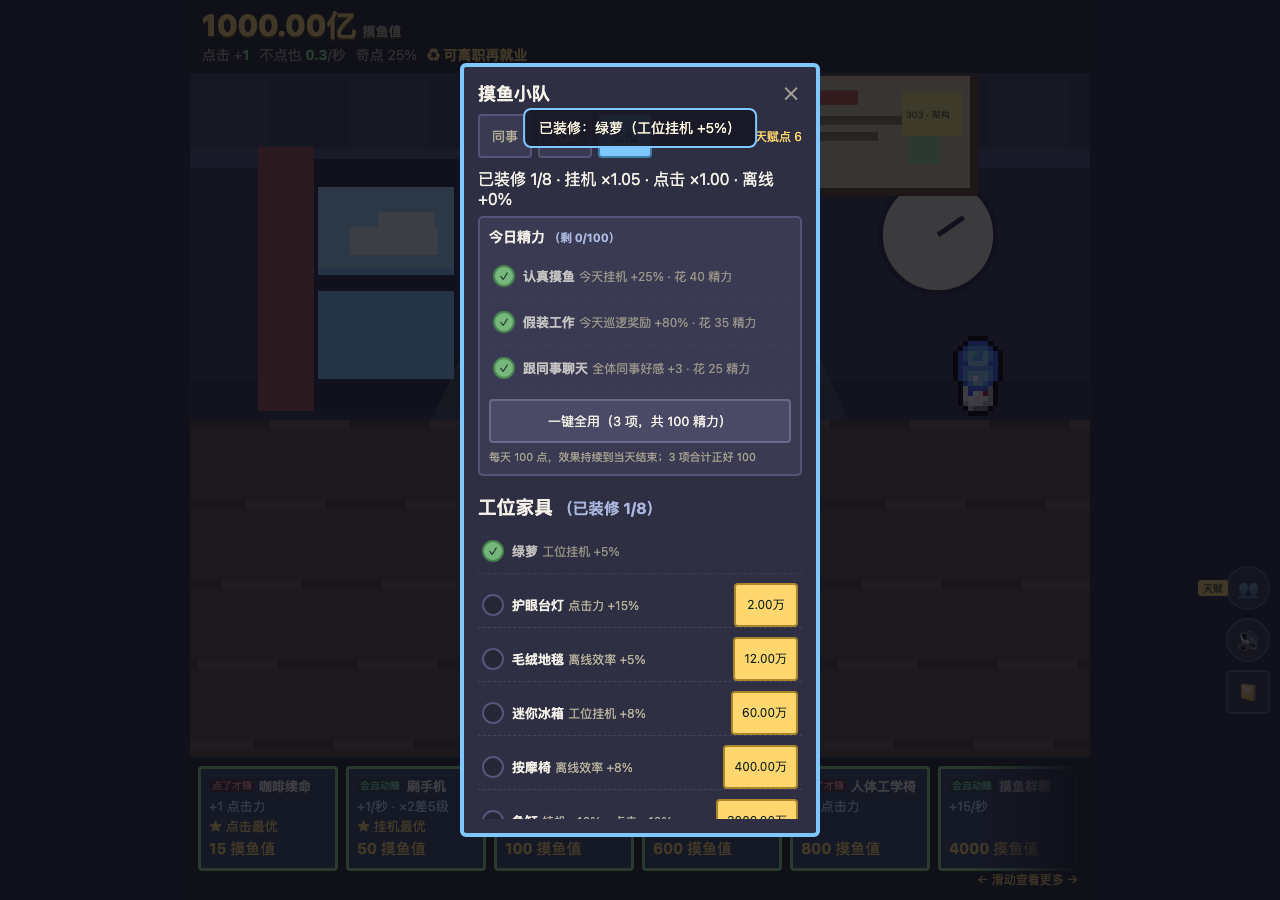 1000.00亿 摸鱼值
点击 +1 不点也 0.3/秒 奇点 25% ♻ 可离职再就业
303 · 架构
摸鱼小队
同事
天赋点 6
已装修：绿萝（工位挂机 +5%）
已装修 1/8 · 挂机 ×1.05 · 点击 ×1.00 · 离线
+0%
今日精力 （剩 0/100）
认真摸鱼 今天挂机 +25% · 花 40 精力
假装工作 今天巡逻奖励 +80% · 花 35 精力
跟同事聊天 全体同事好感 +3 · 花 25 精力
一键全用（3 项，共 100 精力）
每天 100 点，效果持续到当天结束；3 项合计正好 100
工位家具 （已装修 1/8）
绿萝 工位挂机 +5%
护眼台灯 点击力 +15% 2.00万
毛绒地毯 离线效率 +5% 12.00万
迷你冰箱 工位挂机 +8% 60.00万
按摩椅 离线效率 +8% 400.00万
天赋
点了才赚 咖啡续命
+1 点击力
★ 点击最优
15 摸鱼值
会自动赚 刷手机
+1/秒 · ×2差5级
★ 挂机最优
50 摸鱼值
100 摸鱼值
600 摸鱼值
才赚 人体工学椅
点击力
800 摸鱼值
会自动赚 摸鱼群聊
+15/秒
4000 摸鱼值
← 滑动查看更多 →